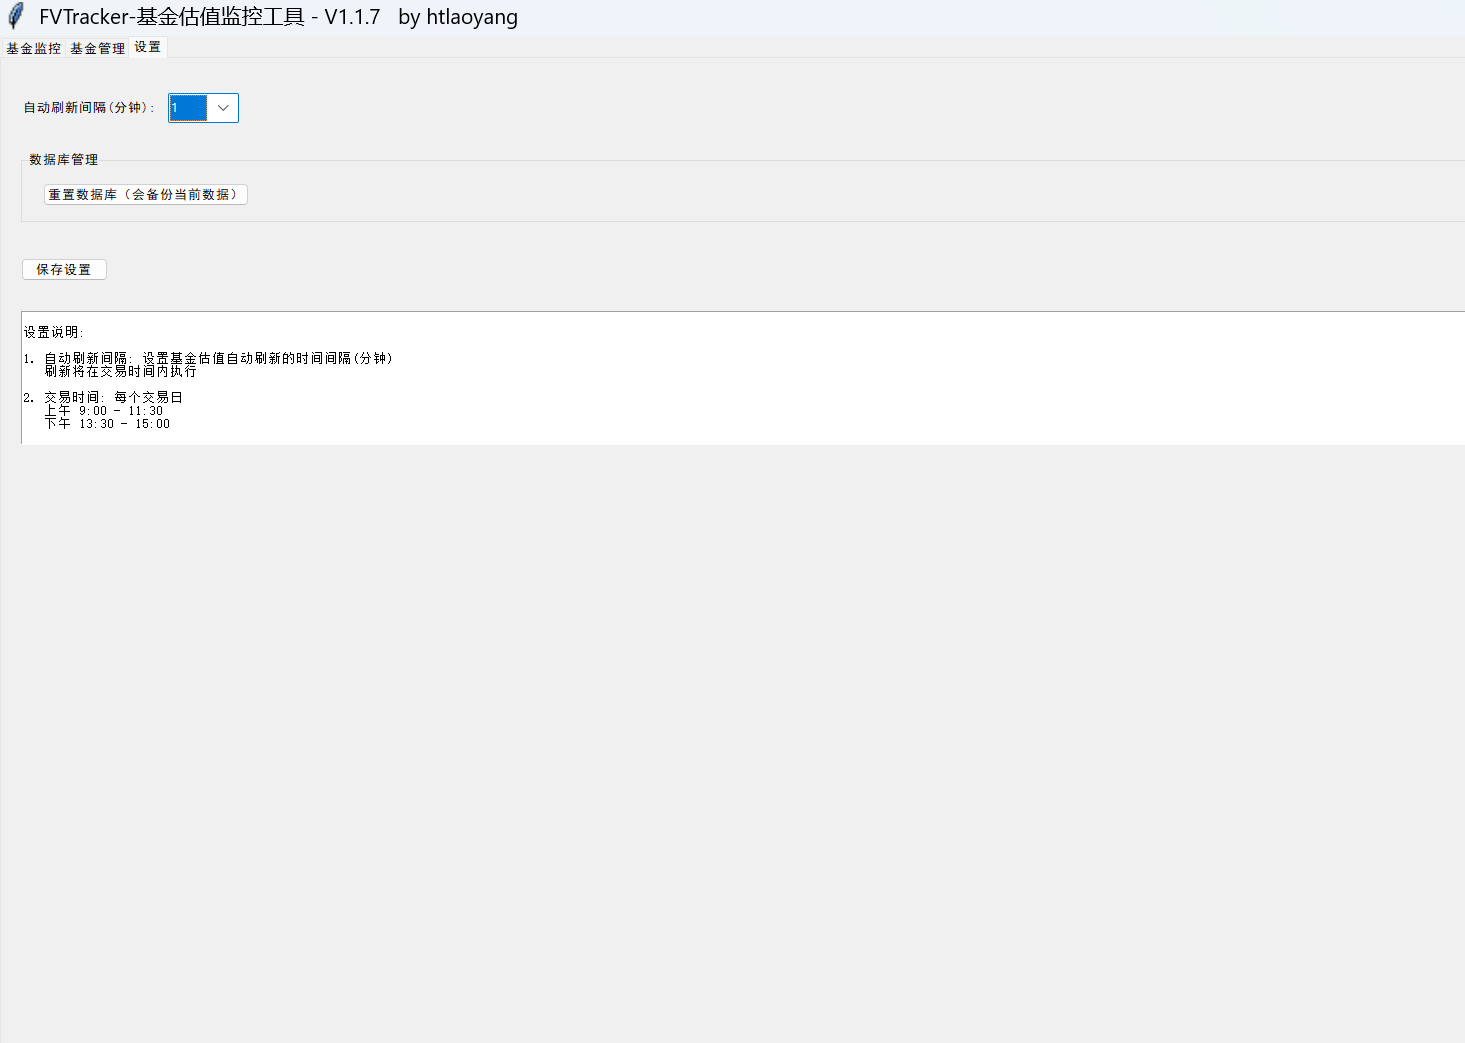 FVTracker-基金估值监控工具 - V1.1.7 by htlaoyang
基金监控 基金管理 设置
自动刷新间隔(分钟): 1
数据库管理
重置数据库（会备份当前数据）
保存设置
设置说明:
1. 自动刷新间隔: 设置基金估值自动刷新的时间间隔(分钟)
刷新将在交易时间内执行
2. 交易时间: 每个交易日
上午 9:00 - 11:30
下午 13:30 - 15:00